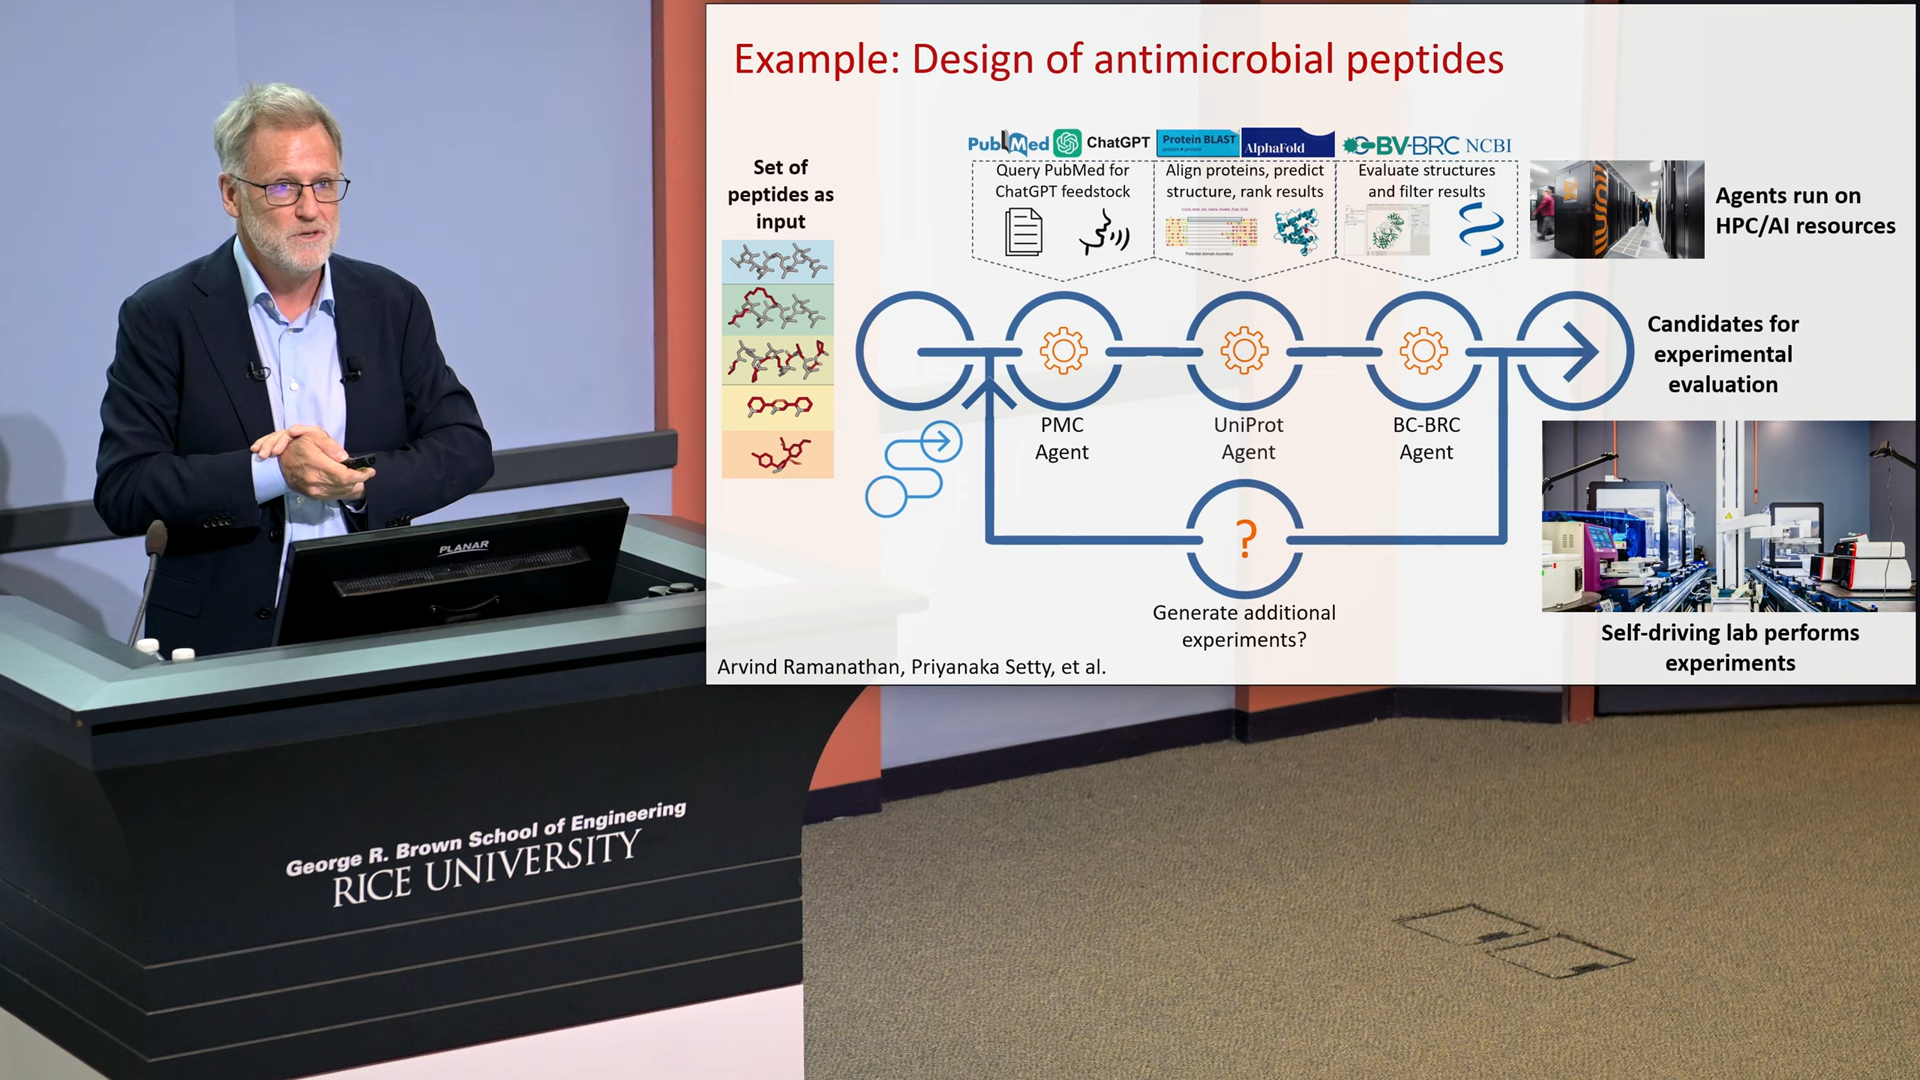 Example: Design of antimicrobial peptides
Set of
peptides as
input
PubMed
ChatGPT
Protein BLAST
AlphaFold
BV-BRC
NCBI
Query PubMed for
ChatGPT feedstock
Align proteins, predict
structure, rank results
Evaluate structures
and filter results
Potential domain boundary
Agents run on
HPC/AI resources
Candidates for
experimental
evaluation
PMC
Agent
UniProt
Agent
BC-BRC
Agent
?
Generate additional
experiments?
Self-driving lab performs
experiments
Arvind Ramanathan, Priyanaka Setty, et al.
PLANAR
George R. Brown School of Engineering
RICE UNIVERSITY